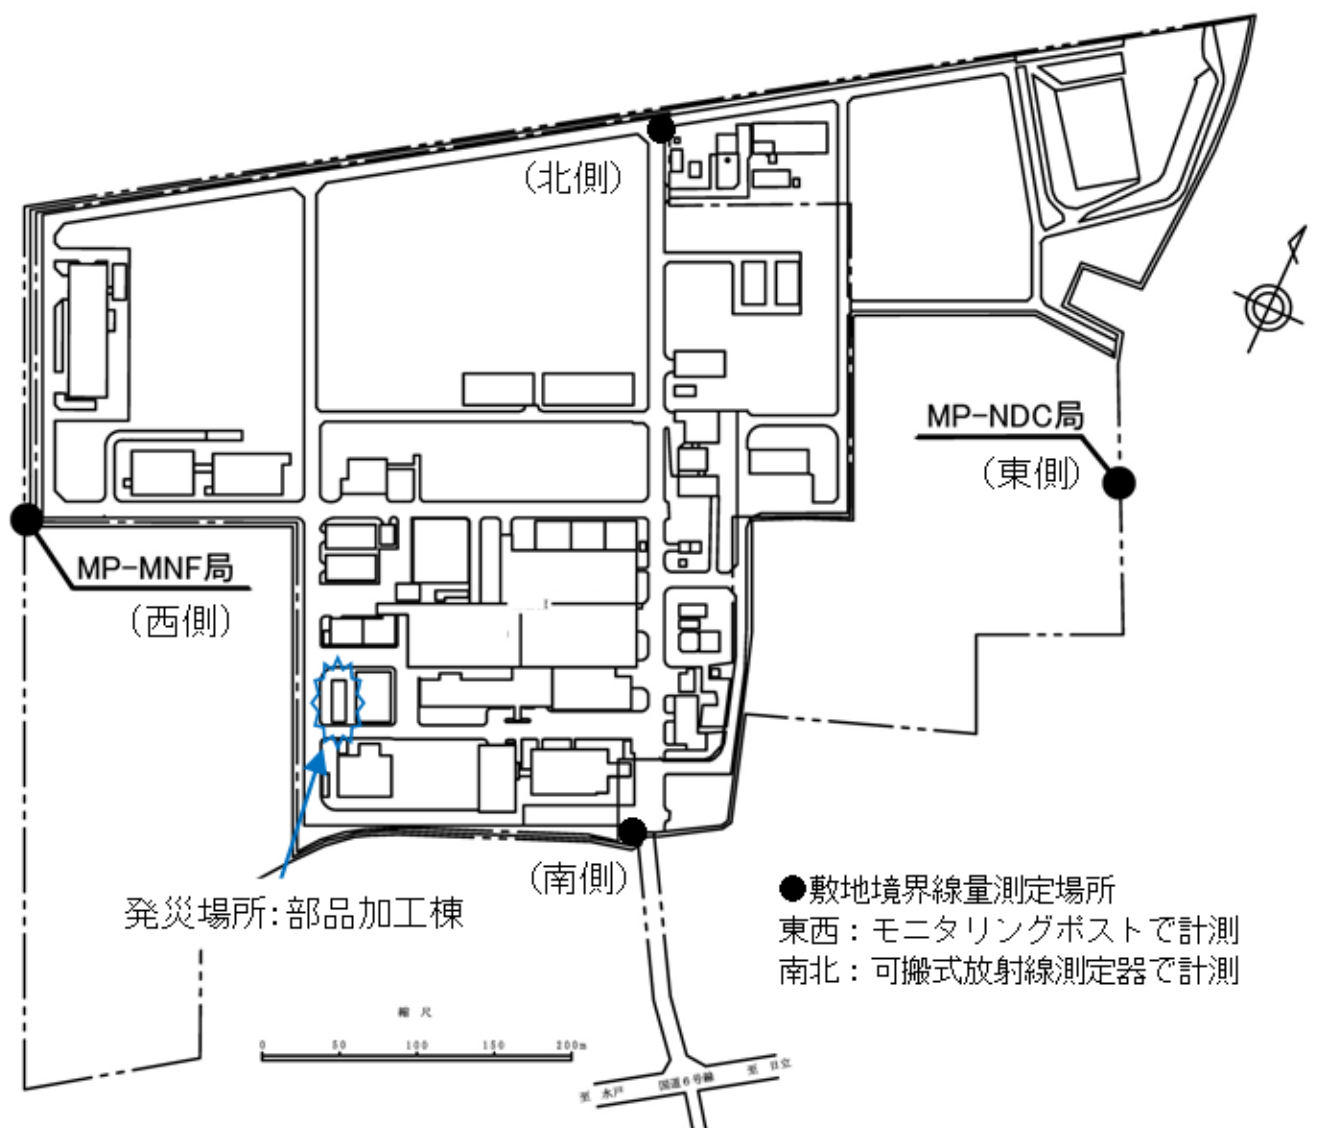 (北側)
MP-NDC局
(東側)
MP-MNF局
(西側)
(南側)
発災場所:部品加工棟
●敷地境界線量測定場所
東西:モニタリングポストで計測
南北:可搬式放射線測定器で計測
縮 尺
0 50 100 150 200m
至 水戸 国道6号線 至 日立